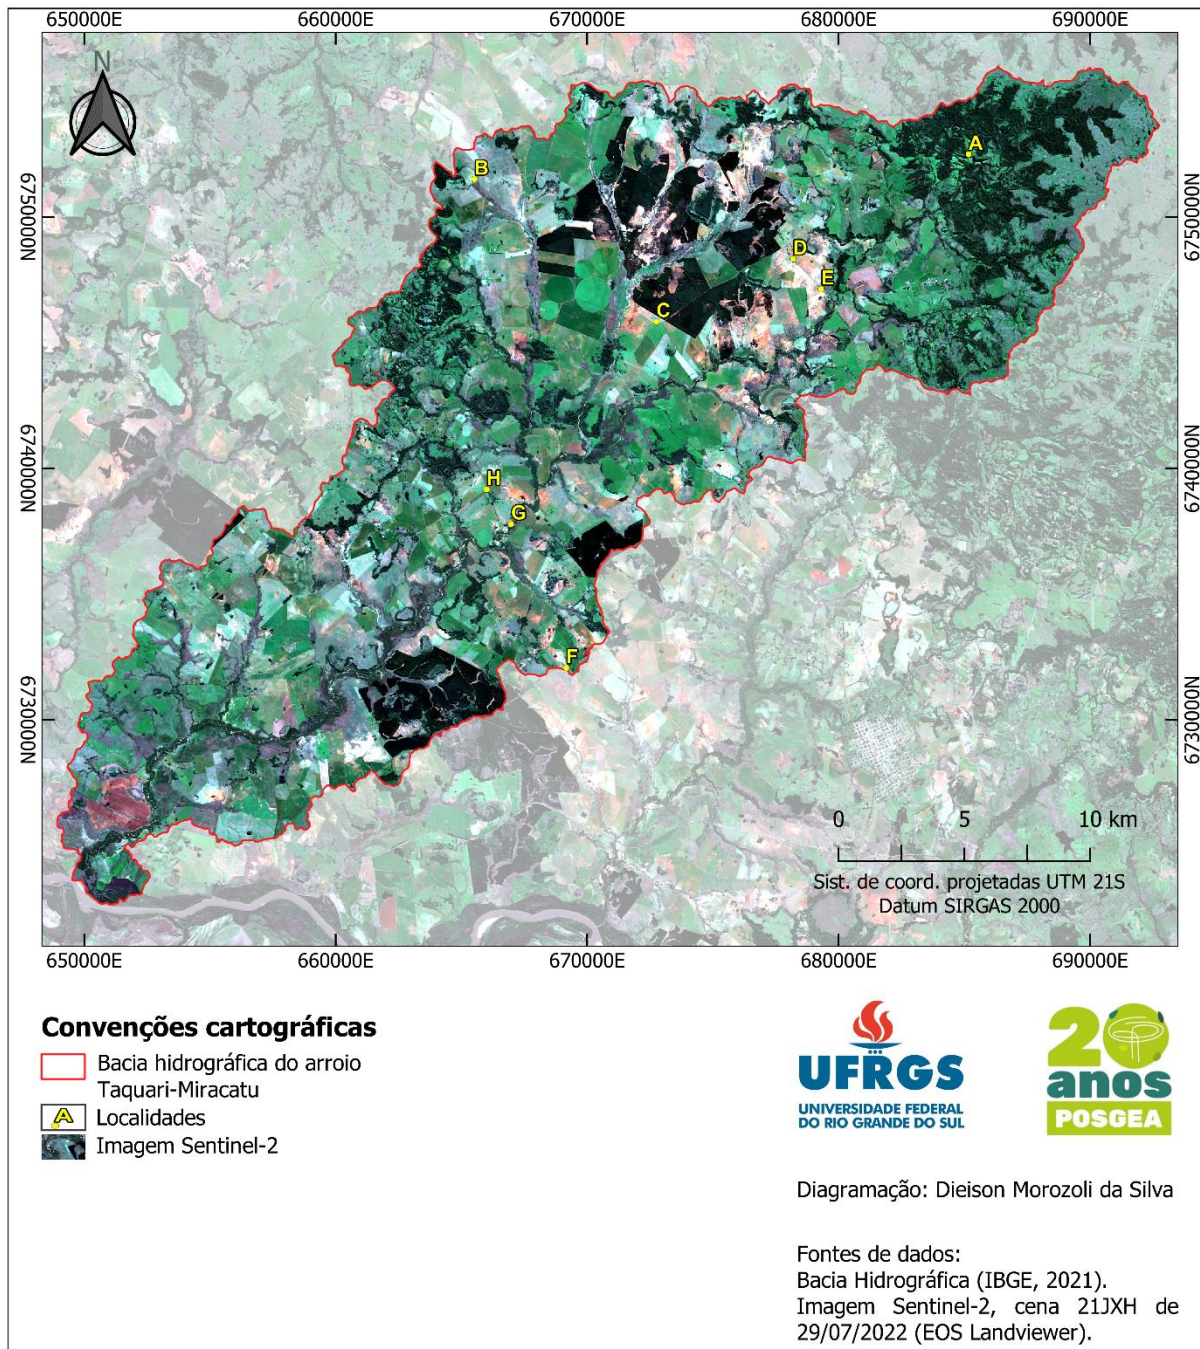 650000E 660000E 670000E 680000E 690000E
N
A
B
6750000N
6750000N
D
E
C
6740000N
6740000N
H
G
F
6730000N
6730000N
0 5 10 km
Sist. de coord. projetadas UTM 21S
Datum SIRGAS 2000
650000E 660000E 670000E 680000E 690000E
Convenções cartográficas
Bacia hidrográfica do arroio
Taquari-Miracatu
A Localidades
Imagem Sentinel-2
UFRGS
UNIVERSIDADE FEDERAL
DO RIO GRANDE DO SUL
20
anos
POSGEA
Diagramação: Dieison Morozoli da Silva
Fontes de dados:
Bacia Hidrográfica (IBGE, 2021).
Imagem Sentinel-2, cena 21JXH de
29/07/2022 (EOS Landviewer).